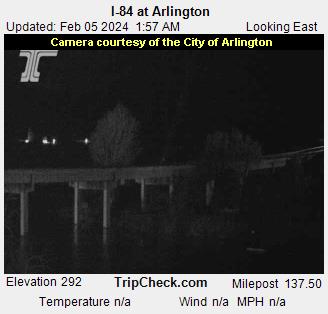 I-84 at Arlington
Updated: Feb 05 2024 1:57 AM Looking East
Camera courtesy of the City of Arlington
Elevation 292 TripCheck.com Milepost 137.50
Temperature n/a Wind n/a MPH n/a